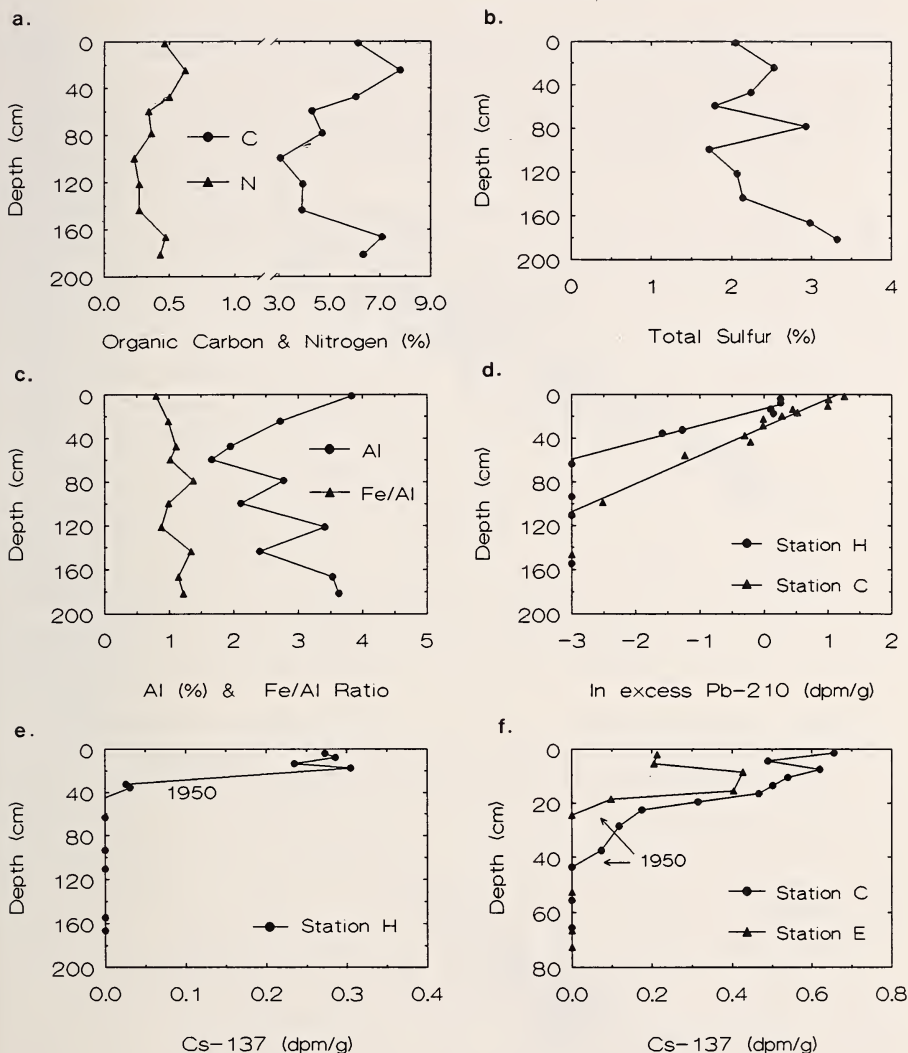 a.
0
40
80
120
160
200
Depth (cm)
C
N
0.0 0.5 1.0 3.0 5.0 7.0 9.0
Organic Carbon & Nitrogen (%)
b.
0
40
80
120
160
200
Depth (cm)
0 1 2 3 4
Total Sulfur (%)
c.
0
40
80
120
160
200
Depth (cm)
Al
Fe/Al
0 1 2 3 4 5
Al (%) & Fe/Al Ratio
d.
0
40
80
120
160
200
Depth (cm)
Station H
Station C
-3 -2 -1 0 1 2
ln excess Pb-210 (dpm/g)
e.
0
40
80
120
160
200
Depth (cm)
1950
Station H
0.0 0.1 0.2 0.3 0.4
Cs-137 (dpm/g)
f.
0
20
40
60
80
Depth (cm)
1950
Station C
Station E
0.0 0.2 0.4 0.6 0.8
Cs-137 (dpm/g)